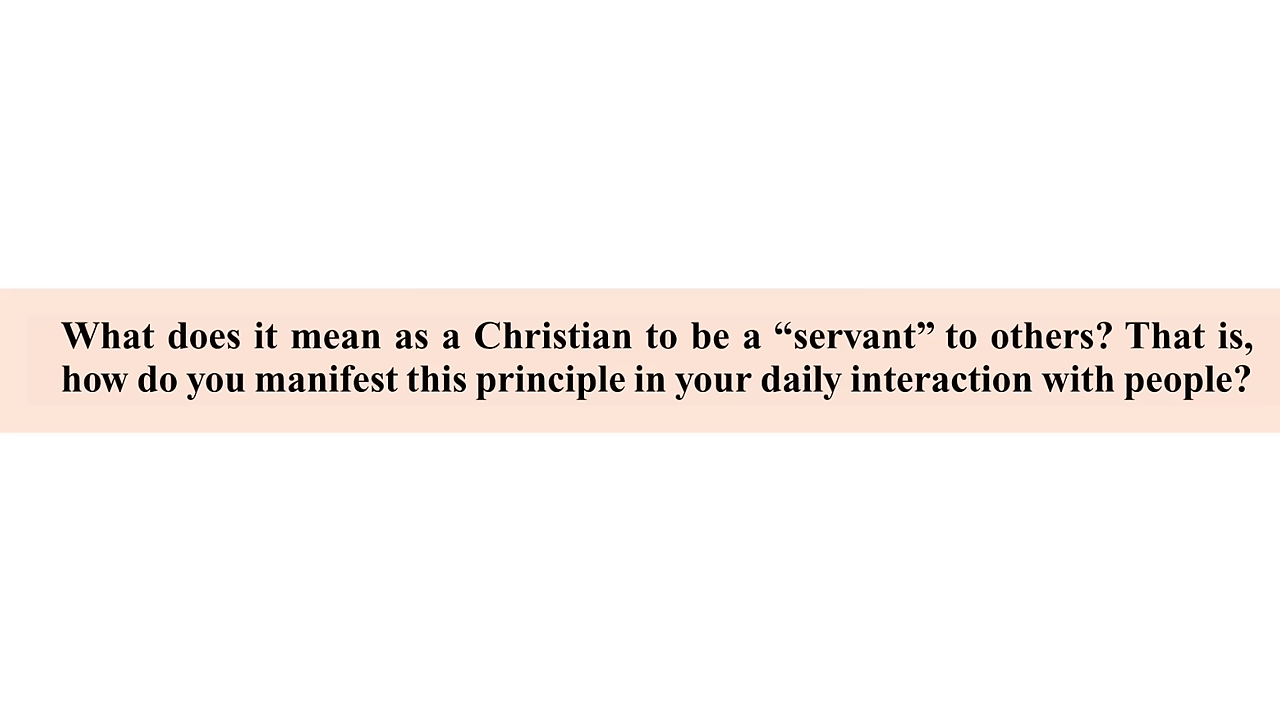 What does it mean as a Christian to be a “servant” to others? That is,
how do you manifest this principle in your daily interaction with people?